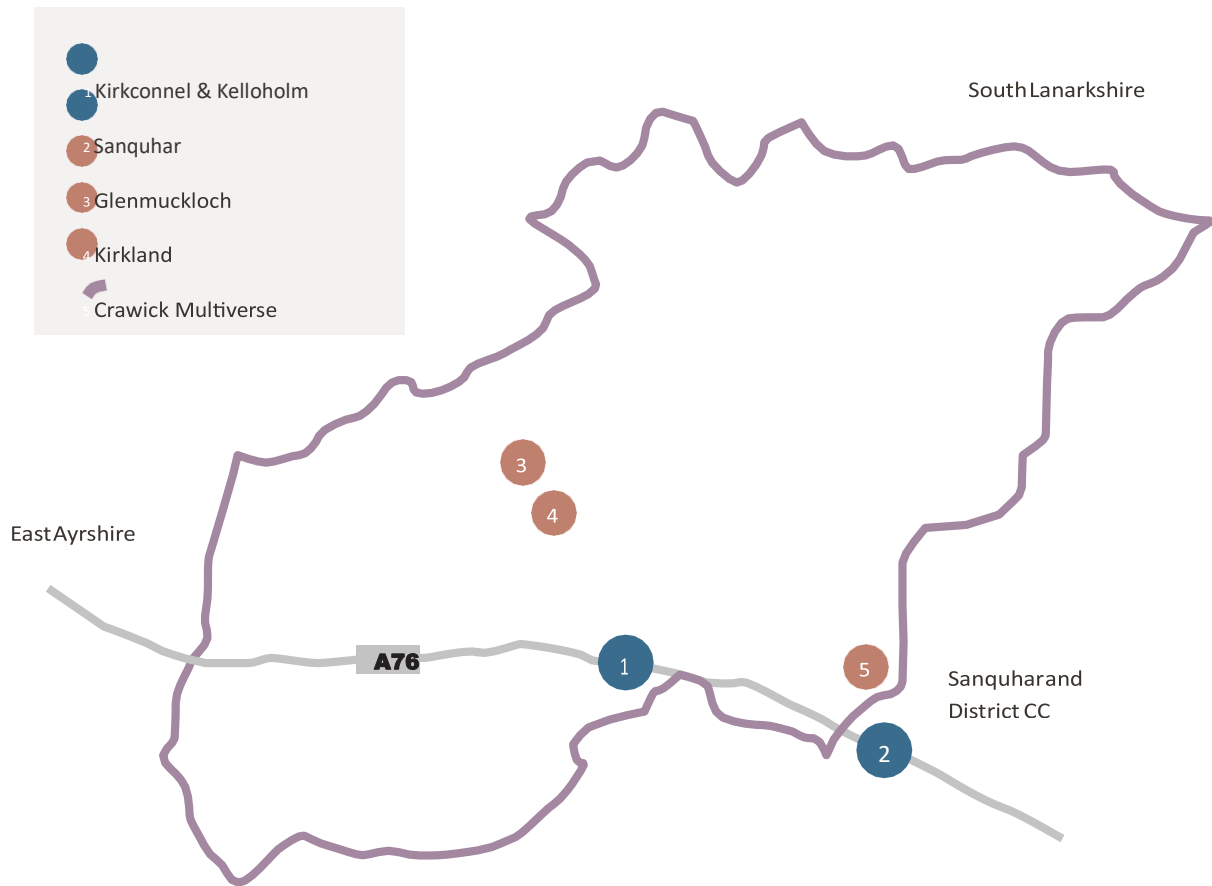 1 Kirkconnel & Kelloholm
2 Sanquhar
3 Glenmuckloch
4 Kirkland
5 Crawick Multiverse
South Lanarkshire
3
4
East Ayrshire
A76
1
5
Sanquhar and
District CC
2